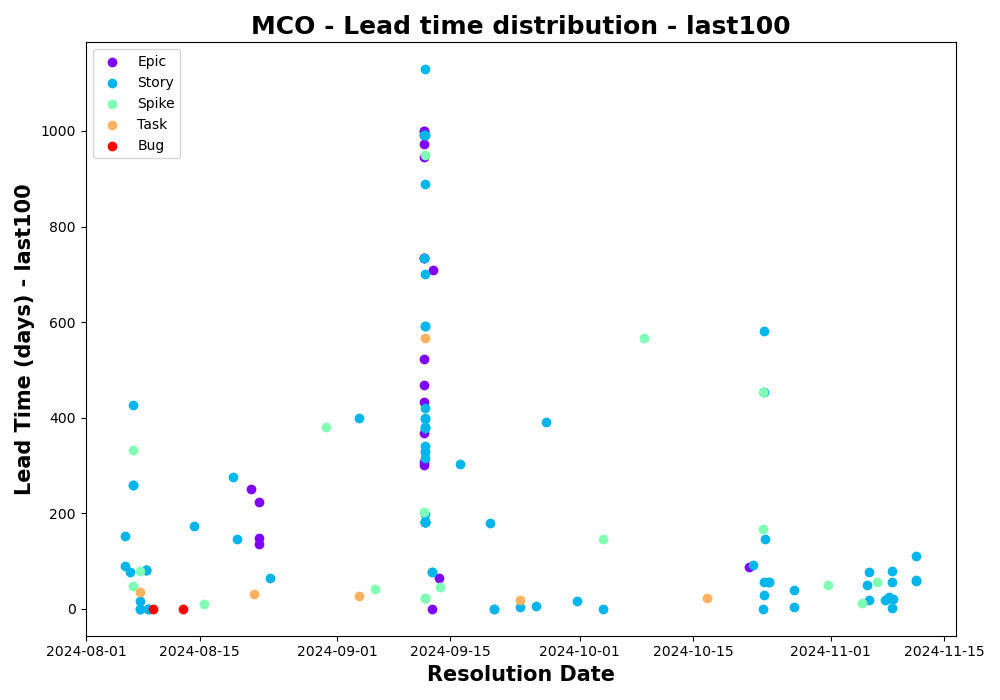 MCO - Lead time distribution - last100
Epic
Story
Spike
Task
Bug
Lead Time (days) - last100
1000
800
600
400
200
0
2024-08-01 2024-08-15 2024-09-01 2024-09-15 2024-10-01 2024-10-15 2024-11-01 2024-11-15
Resolution Date